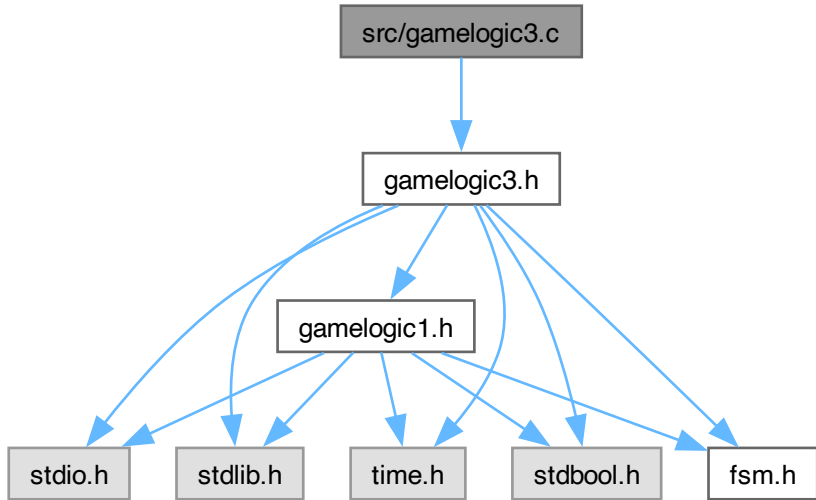 src/gamelogic3.c
gamelogic3.h
gamelogic1.h
stdio.h
stdlib.h
time.h
stdbool.h
fsm.h